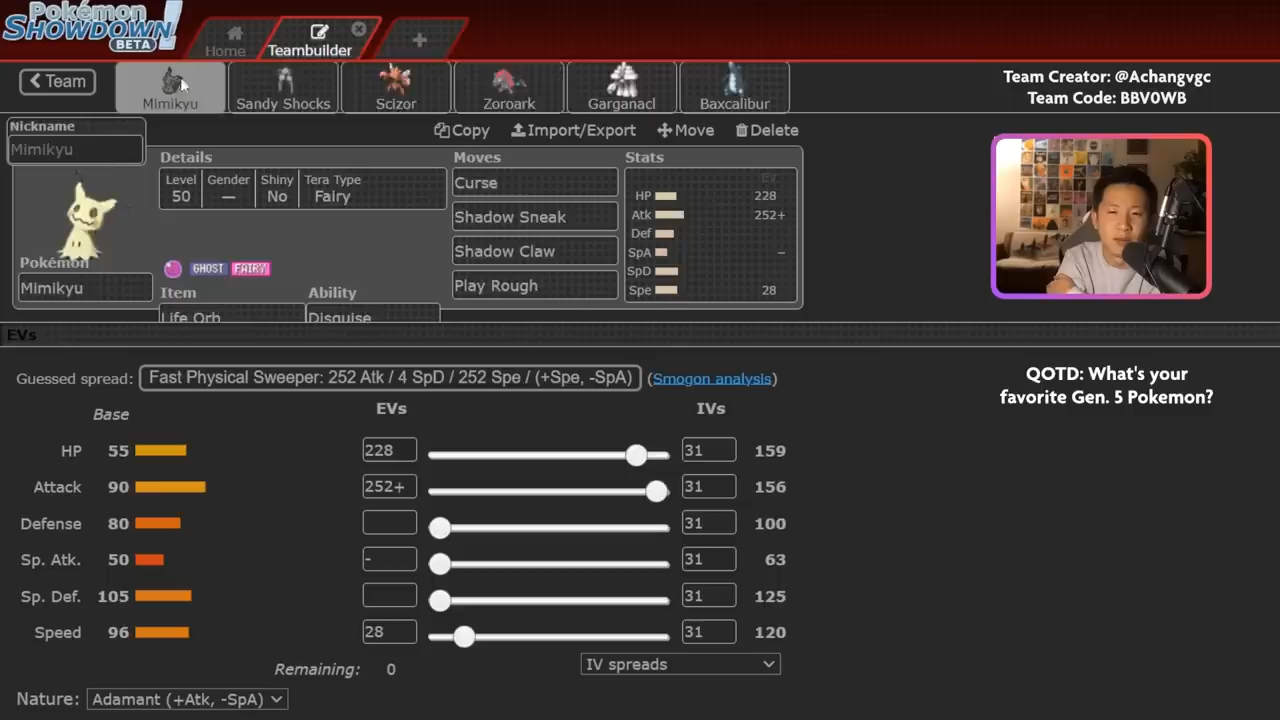 Pokémon
SHOWDOWN!
BETA
Home
Teambuilder
Team
Mimikyu
Sandy Shocks
Scizor
Zoroark
Garganacl
Baxcalibur
Team Creator: @Achangvgc
Team Code: BBV0WB
Nickname
Mimikyu
Copy
Import/Export
Move
Delete
Details
Level
50
Gender
—
Shiny
No
Tera Type
Fairy
Moves
Curse
Shadow Sneak
Shadow Claw
Play Rough
Stats
EV
HP 228
Atk 252+
Def
SpA –
SpD
Spe 28
Pokémon
Mimikyu
GHOST FAIRY
Item
Life Orb
Ability
Disguise
EVs
Guessed spread: Fast Physical Sweeper: 252 Atk / 4 SpD / 252 Spe / (+Spe, -SpA) (Smogon analysis)
Base EVs IVs
HP 55 228 31 159
Attack 90 252+ 31 156
Defense 80 31 100
Sp. Atk. 50 - 31 63
Sp. Def. 105 31 125
Speed 96 28 31 120
Remaining: 0
IV spreads
Nature: Adamant (+Atk, -SpA)
QOTD: What's your
favorite Gen. 5 Pokemon?